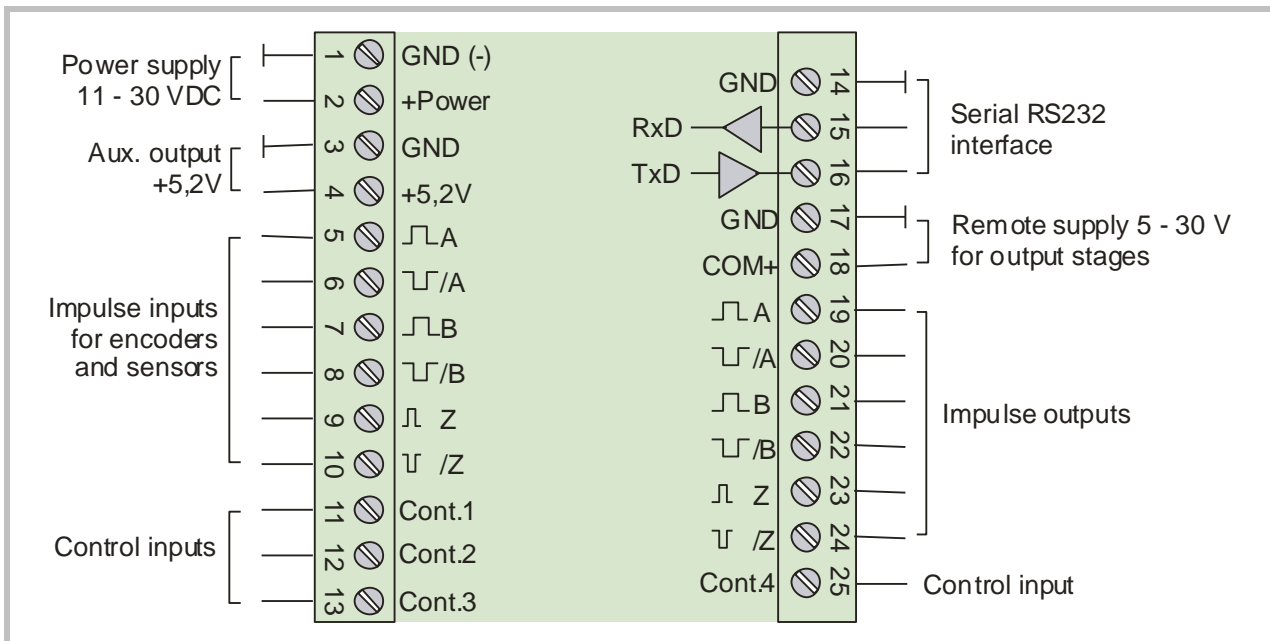 Power supply
11 - 30 VDC
Aux. output
+5,2V
Impulse inputs
for encoders
and sensors
Control inputs
1 GND (-)
2 +Power
3 GND
4 +5,2V
5 A
6 /A
7 B
8 /B
9 Z
10 /Z
11 Cont.1
12 Cont.2
13 Cont.3
GND 14
RxD 15
TxD 16
GND 17
COM+ 18
A 19
/A 20
B 21
/B 22
Z 23
/Z 24
Cont.4 25
Serial RS232
interface
Remote supply 5 - 30 V
for output stages
Impulse outputs
Control input